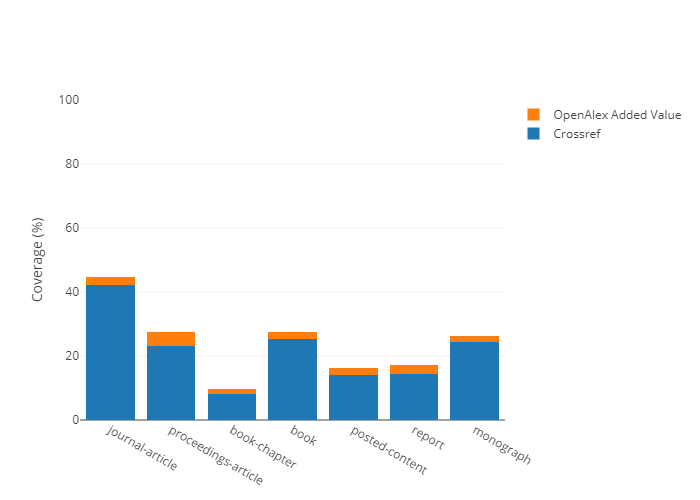 OpenAlex Added Value
Crossref
Coverage (%)
100
80
60
40
20
0
journal-article
proceedings-article
book-chapter
book
posted-content
report
monograph